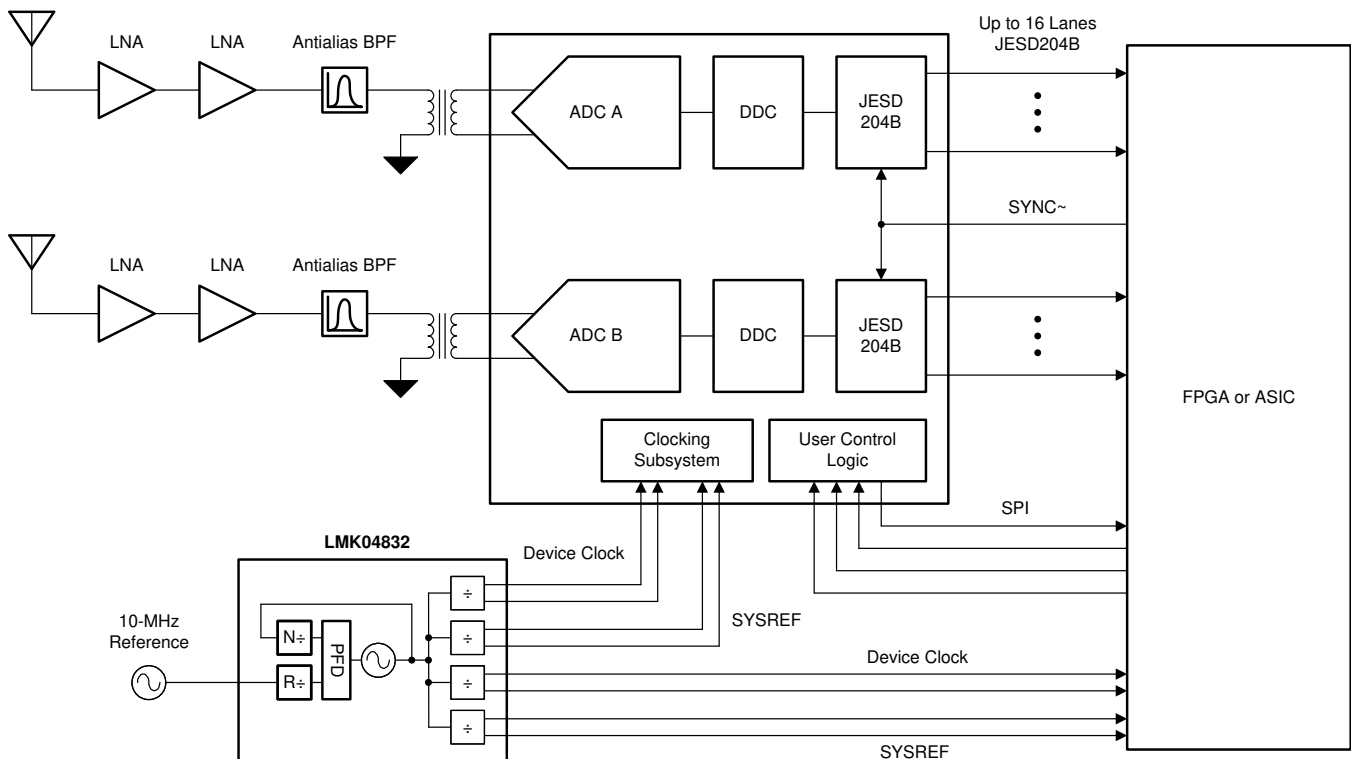 Up to 16 Lanes
JESD204B
LNA
LNA
Antialias BPF
ADC A
DDC
JESD
204B
SYNC~
LNA
LNA
Antialias BPF
ADC B
DDC
JESD
204B
FPGA or ASIC
Clocking
Subsystem
User Control
Logic
SPI
LMK04832
Device Clock
10-MHz
Reference
N÷
R÷
PFD
÷
÷
÷
÷
SYSREF
Device Clock
SYSREF